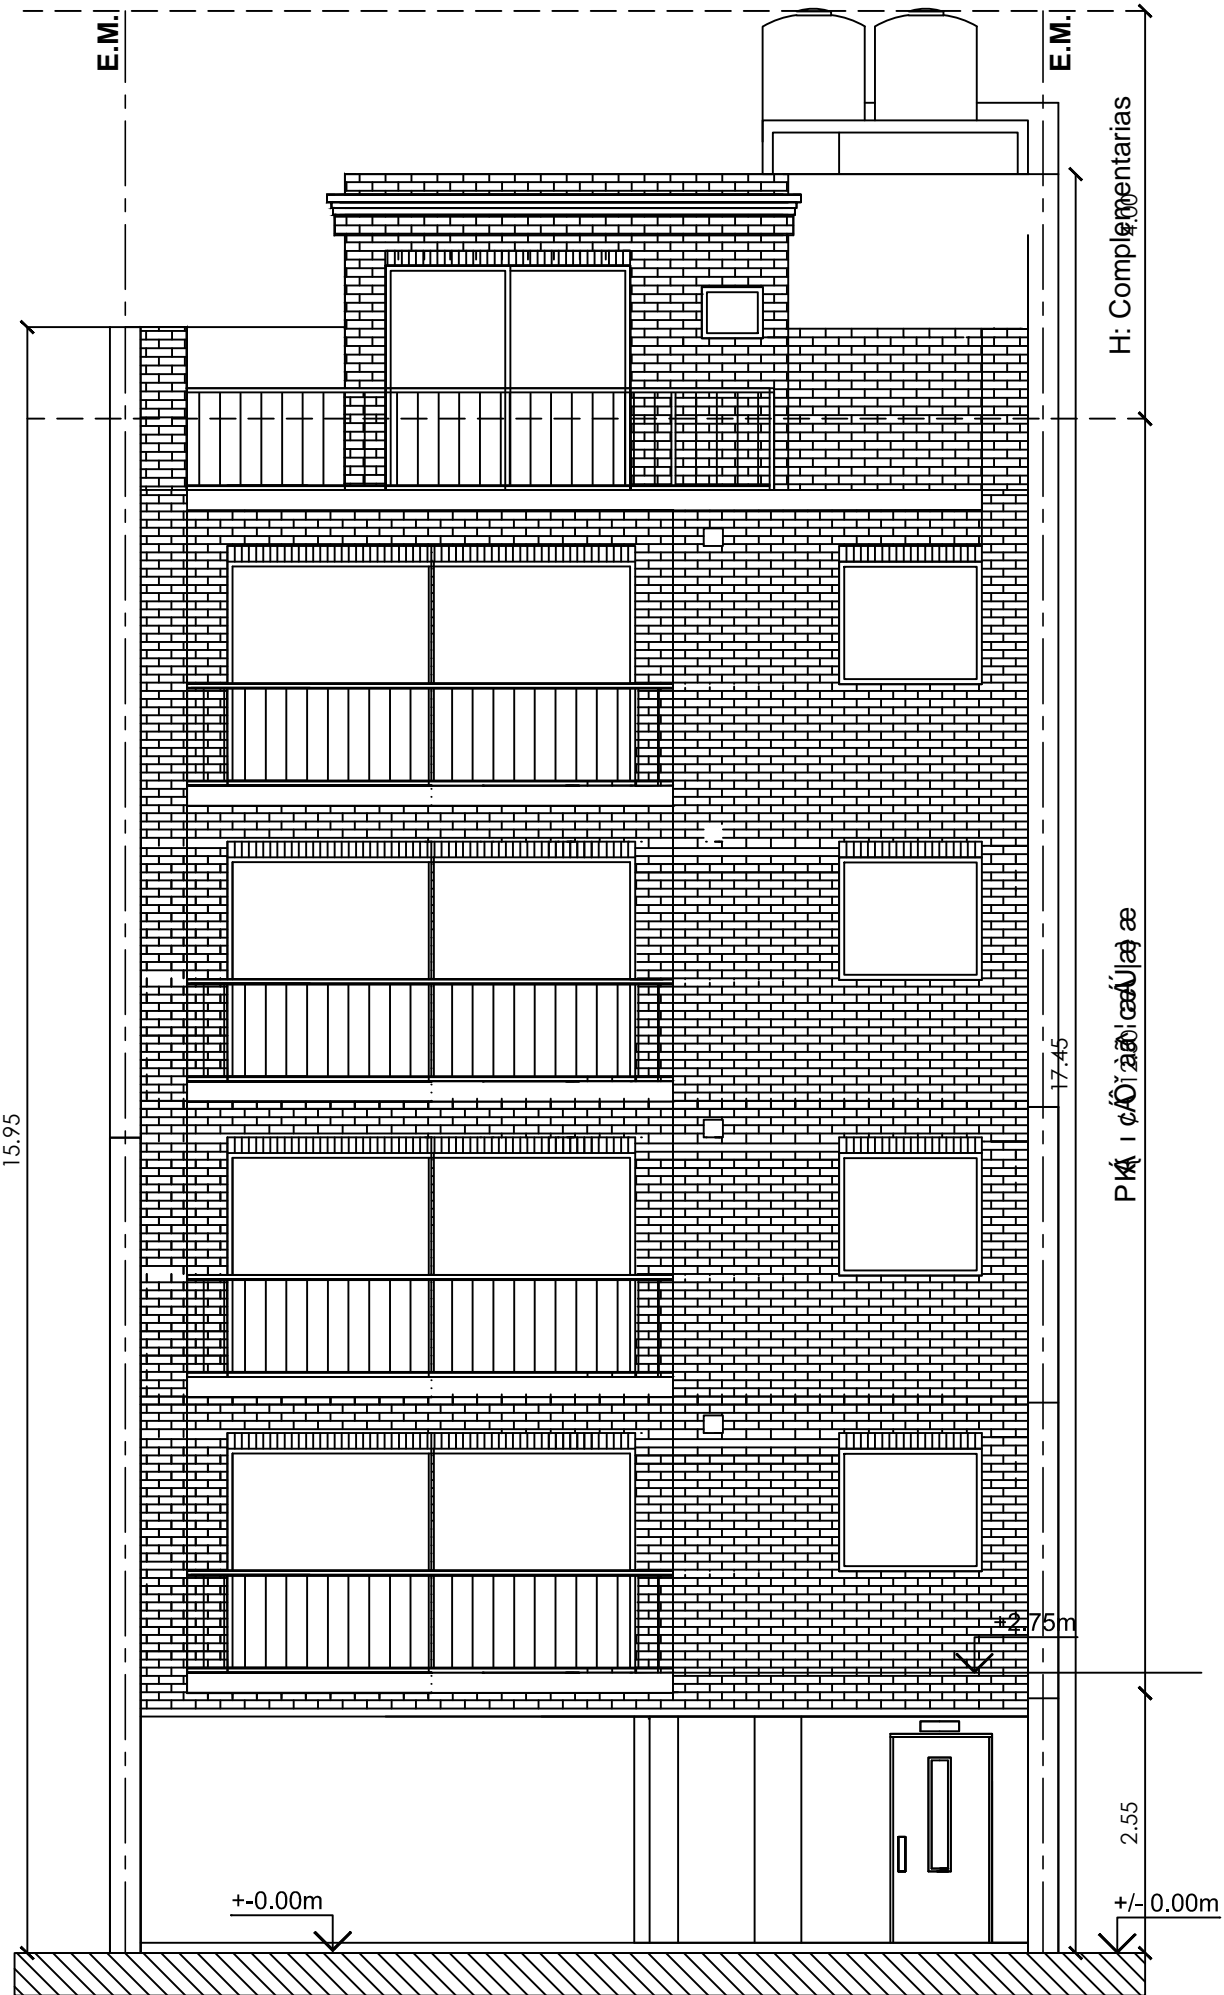 E.M.
E.M.
H: Complementarias
4.00
15.95
17.45
+2.75m
2.55
+-0.00m
+/- 0.00m